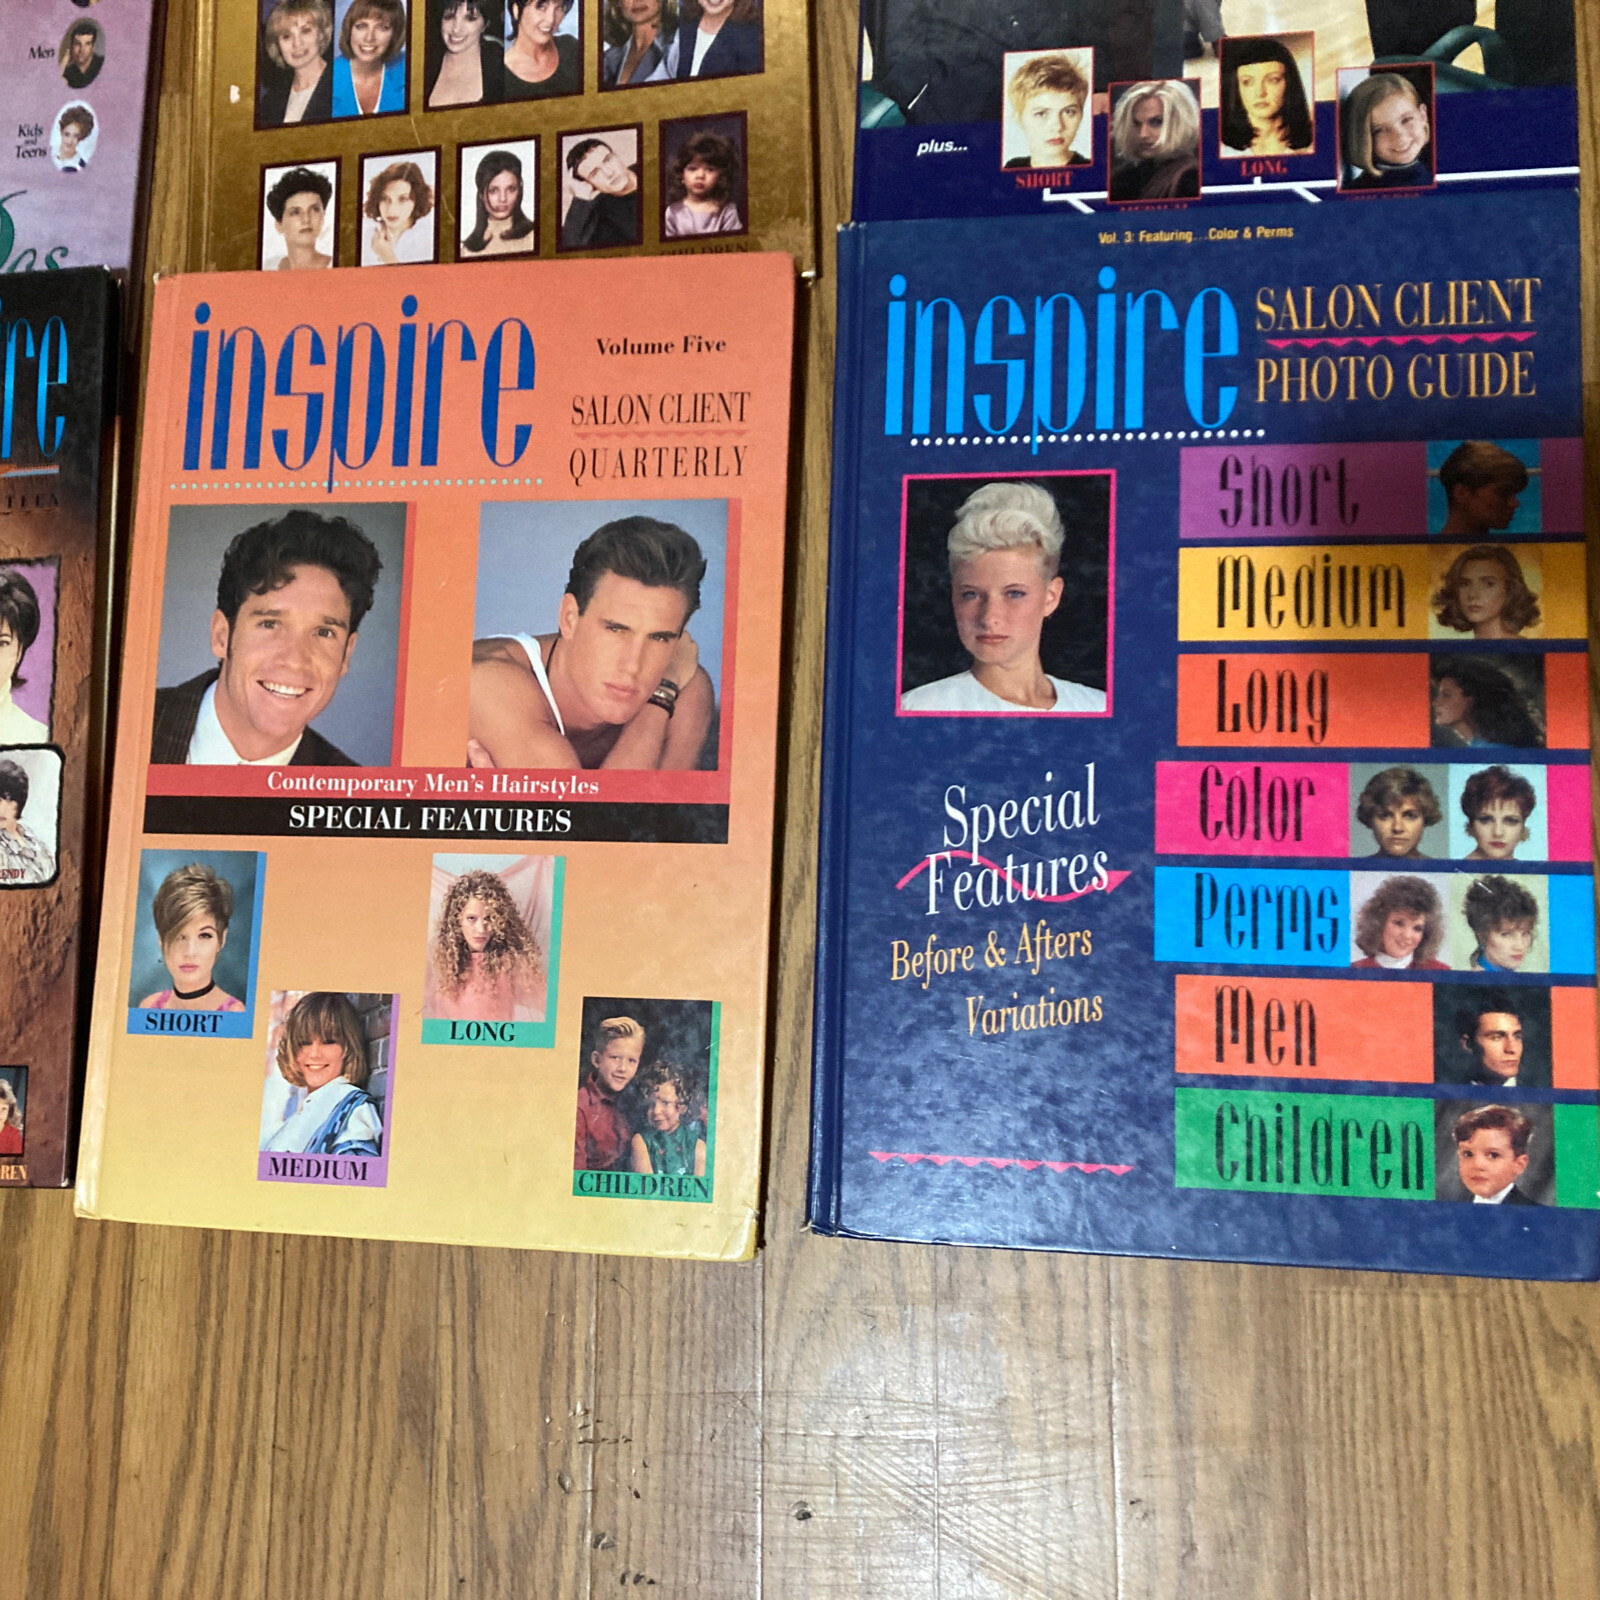 Men
Kids
and
Teens
plus...
SHORT
LONG
CHILDREN
inspire
Volume Five
SALON CLIENT
QUARTERLY
Contemporary Men's Hairstyles
SPECIAL FEATURES
SHORT
MEDIUM
LONG
CHILDREN
Vol. 3: Featuring...Color & Perms
inspire
SALON CLIENT
PHOTO GUIDE
Special
Features
Before & Afters
Variations
Short
Medium
Long
Color
Perms
Men
Children